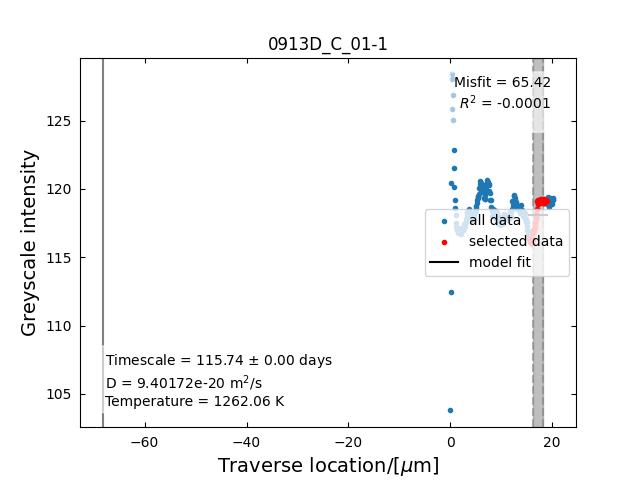 0913D_C_01-1
Misfit = 65.42
R² = -0.0001
125
120
115
110
105
Greyscale intensity
all data
selected data
model fit
Timescale = 115.74 ± 0.00 days
D = 9.40172e-20 m²/s
Temperature = 1262.06 K
−60
−40
−20
0
20
Traverse location/[μm]